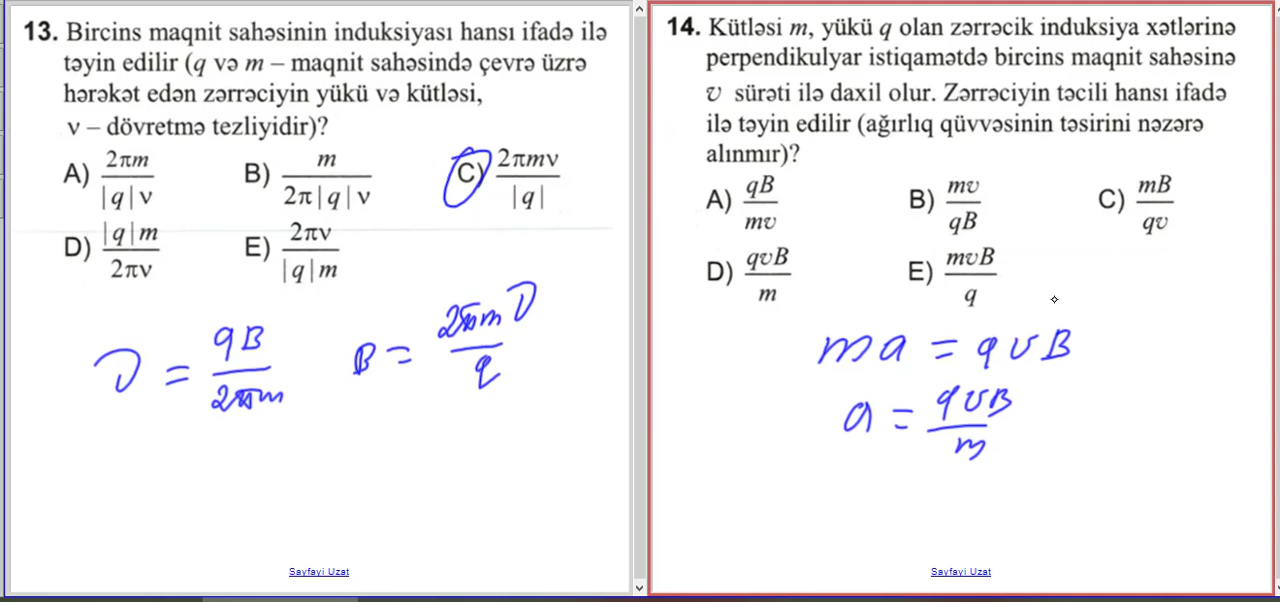 13. Bircins maqnit sahəsinin induksiyası hansı ifadə ilə
təyin edilir (q və m – maqnit sahəsində çevrə üzrə
hərəkət edən zərrəciyin yükü və kütləsi,
ν – dövretmə tezliyidir)?
A) 2πm / |q|ν B) m / 2π|q|ν C) 2πmν / |q|
D) |q|m / 2πν E) 2πν / |q|m
ν = qB / 2πm B = 2πmν / q
Sayfayi Uzat
14. Kütləsi m, yükü q olan zərrəcik induksiya xətlərinə
perpendikulyar istiqamətdə bircins maqnit sahəsinə
υ sürəti ilə daxil olur. Zərrəciyin təcili hansı ifadə
ilə təyin edilir (ağırlıq qüvvəsinin təsirini nəzərə
alınmır)?
A) qB / mυ B) mυ / qB C) mB / qυ
D) qυB / m E) mυB / q
ma = qυB
a = qυB / m
Sayfayi Uzat